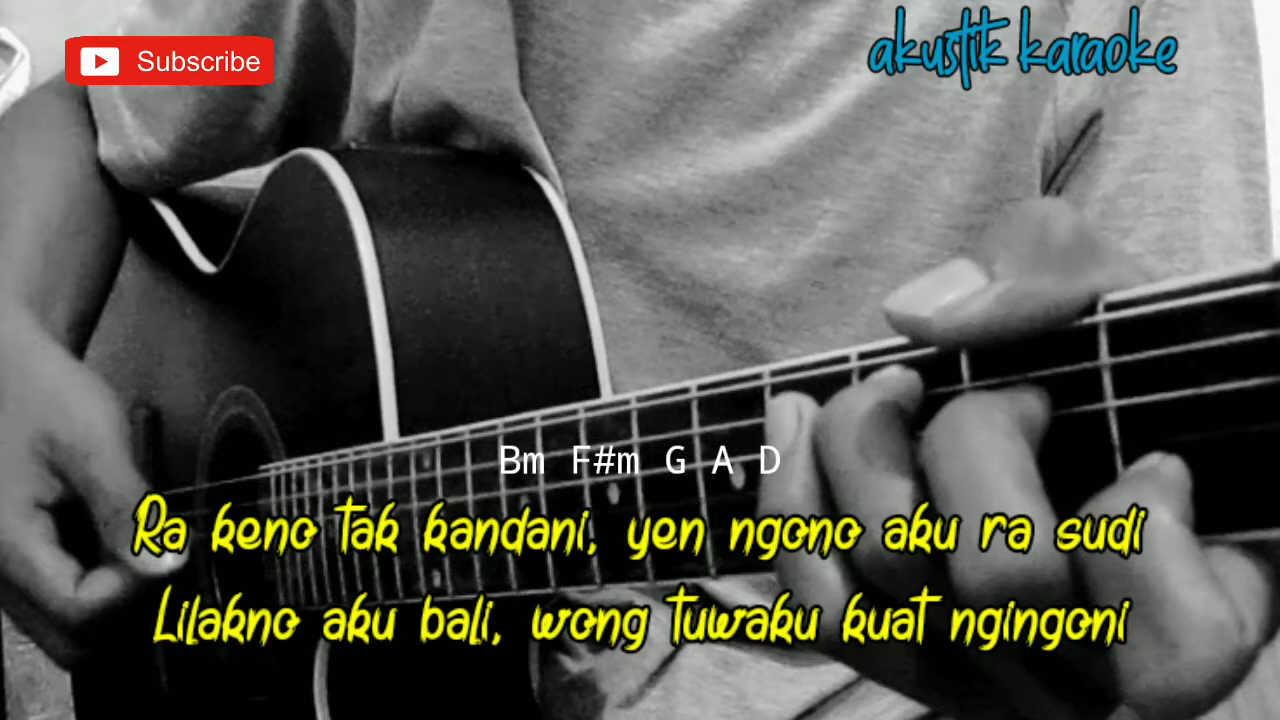 Subscribe
akustik karaoke
Bm F#m G A D
Ra keno tak kandani, yen ngono aku ra sudi
Lilakno aku bali, wong tuwaku kuat ngingoni